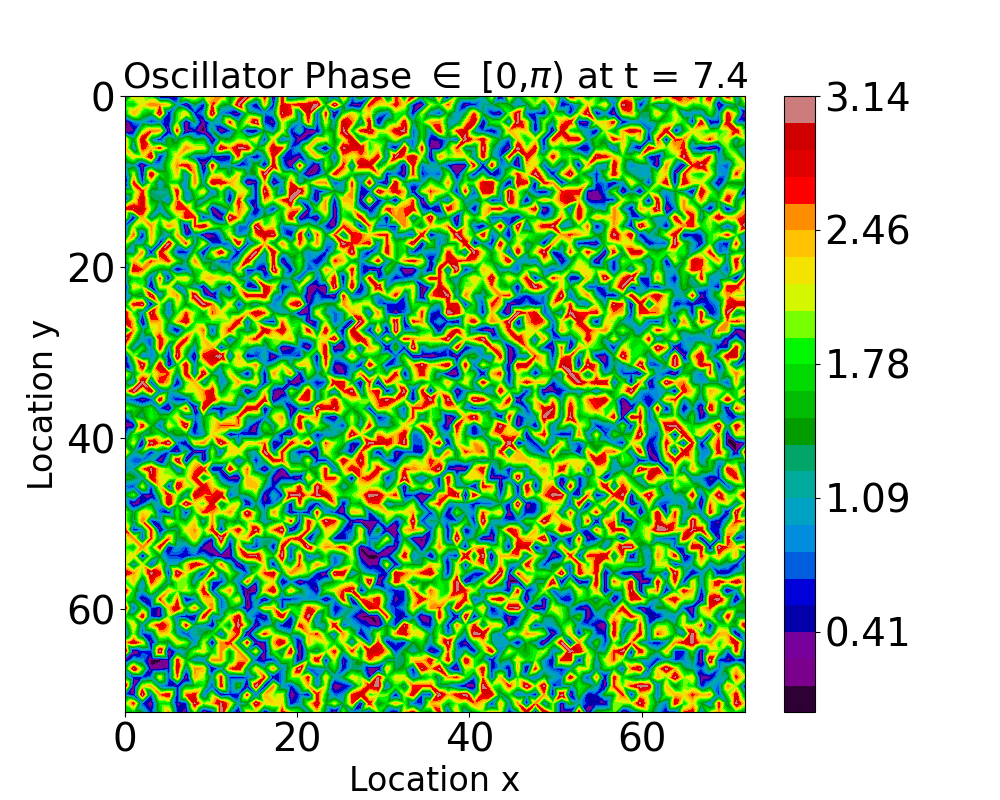 Oscillator Phase ∈ [0,π) at t = 7.4
0
20
40
60
Location y
0 20 40 60
Location x
3.14
2.46
1.78
1.09
0.41